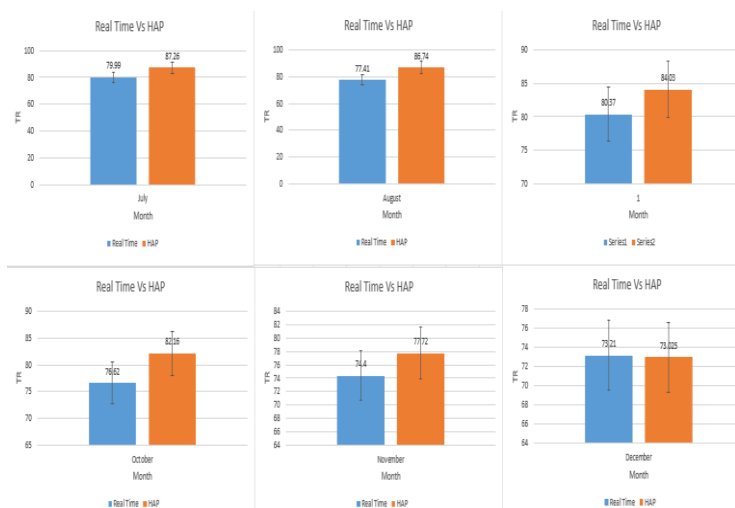 Real Time Vs HAP
100
80
60
40
20
0
TR
79.99
87.26
July
Month
Real Time HAP
Real Time Vs HAP
100
80
60
40
20
0
TR
77.41
86.74
August
Month
Real Time HAP
Real Time Vs HAP
90
85
80
75
70
TR
80.37
84.03
1
Month
Series1 Series2
Real Time Vs HAP
90
85
80
75
70
65
TR
76.62
82.16
October
Month
Real Time HAP
Real Time Vs HAP
84
82
80
78
76
74
72
70
68
66
64
TR
74.4
77.72
November
Month
Real Time HAP
Real Time Vs HAP
78
76
74
72
70
68
66
64
TR
73.21
73.025
December
Month
Real Time HAP